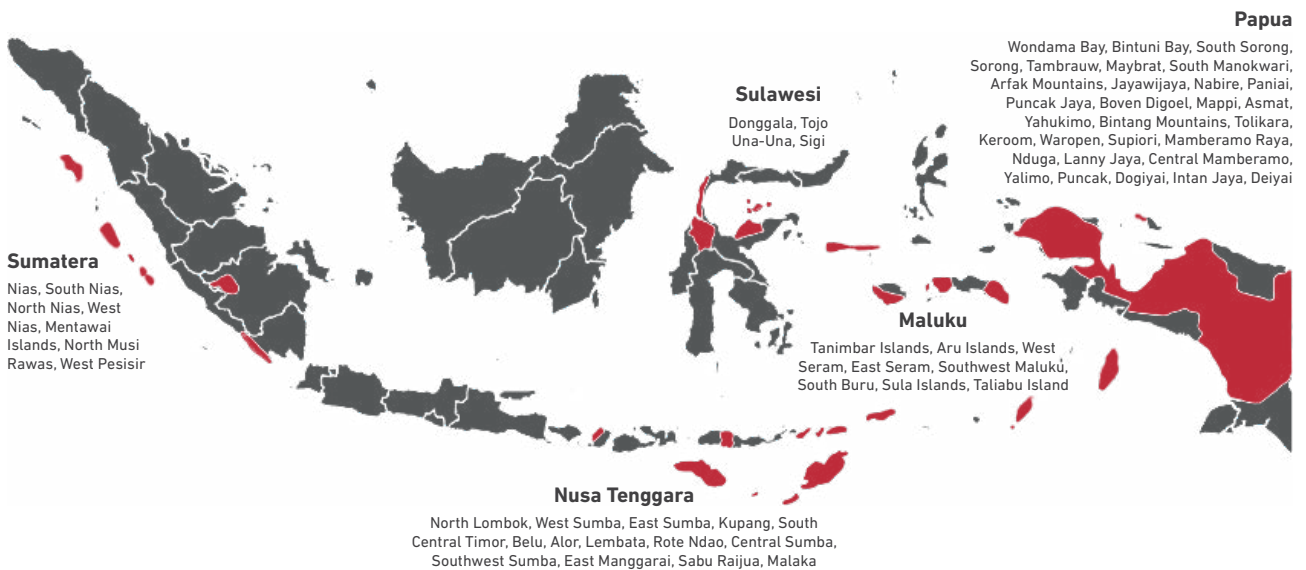 Papua
Wondama Bay, Bintuni Bay, South Sorong,
Sorong, Tambrauw, Maybrat, South Manokwari,
Arfak Mountains, Jayawijaya, Nabire, Paniai,
Puncak Jaya, Boven Digoel, Mappi, Asmat,
Yahukimo, Bintang Mountains, Tolikara,
Keroom, Waropen, Supiori, Mamberamo Raya,
Nduga, Lanny Jaya, Central Mamberamo,
Yalimo, Puncak, Dogiyai, Intan Jaya, Deiyai
Sulawesi
Donggala, Tojo
Una-Una, Sigi
Sumatera
Nias, South Nias,
North Nias, West
Nias, Mentawai
Islands, North Musi
Rawas, West Pesisir
Maluku
Tanimbar Islands, Aru Islands, West
Seram, East Seram, Southwest Maluku,
South Buru, Sula Islands, Taliabu Island
Nusa Tenggara
North Lombok, West Sumba, East Sumba, Kupang, South
Central Timor, Belu, Alor, Lembata, Rote Ndao, Central Sumba,
Southwest Sumba, East Manggarai, Sabu Raijua, Malaka